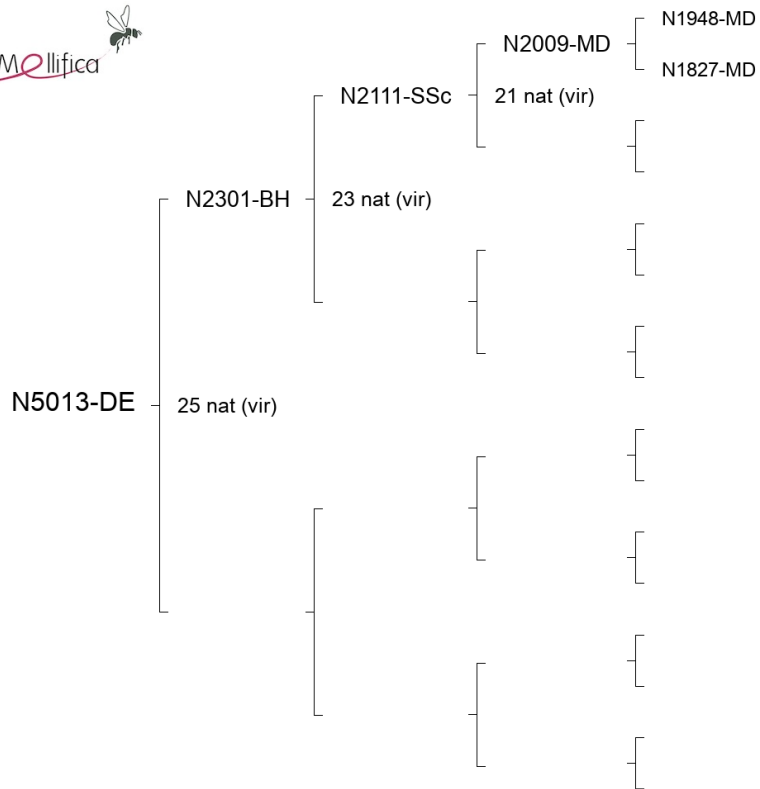 Mellifica
N1948-MD
N2009-MD
N1827-MD
N2111-SSc
21 nat (vir)
N2301-BH
23 nat (vir)
N5013-DE
25 nat (vir)